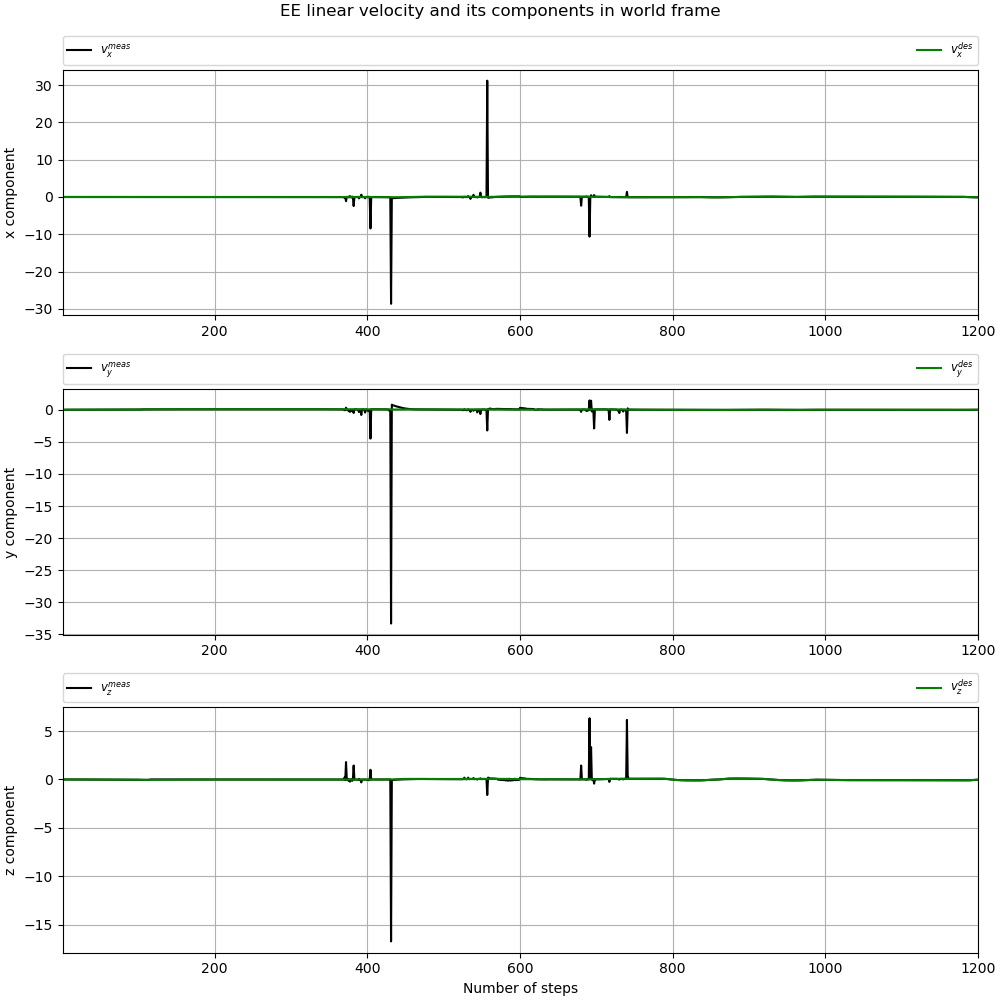 EE linear velocity and its components in world frame
v_x^meas v_x^des
30
20
10
0
−10
−20
−30
x component
200 400 600 800 1000 1200
v_y^meas v_y^des
0
−5
−10
−15
−20
−25
−30
−35
y component
200 400 600 800 1000 1200
v_z^meas v_z^des
5
0
−5
−10
−15
z component
200 400 600 800 1000 1200
Number of steps